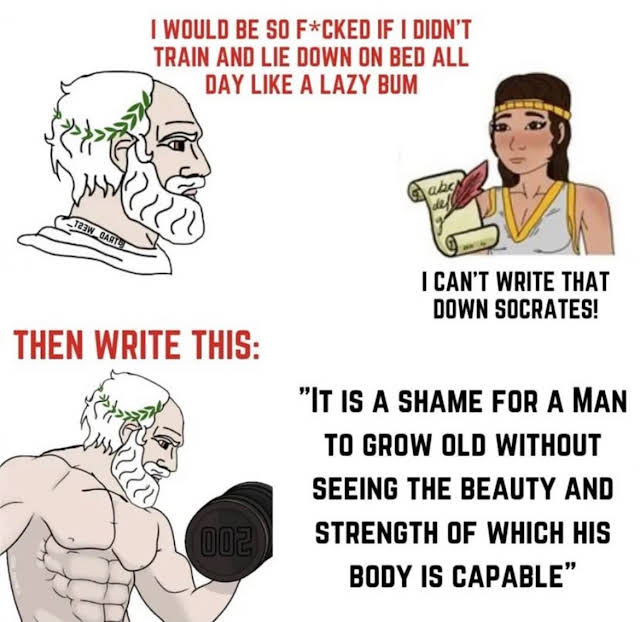 I WOULD BE SO F*CKED IF I DIDN'T
TRAIN AND LIE DOWN ON BED ALL
DAY LIKE A LAZY BUM
abc
def
g
I CAN'T WRITE THAT
DOWN SOCRATES!
THEN WRITE THIS:
"IT IS A SHAME FOR A MAN
TO GROW OLD WITHOUT
SEEING THE BEAUTY AND
STRENGTH OF WHICH HIS
BODY IS CAPABLE"
200